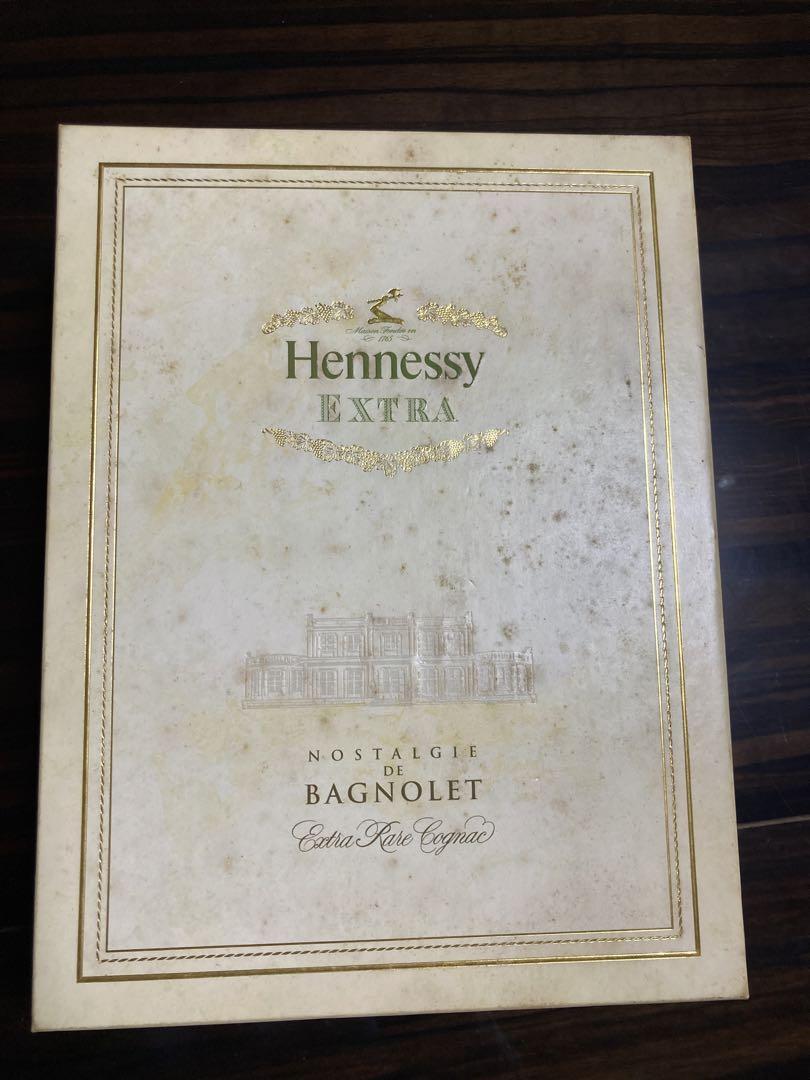 Maison Fondée en
1765
Hennessy
EXTRA
NOSTALGIE
DE
BAGNOLET
Extra Rare Cognac